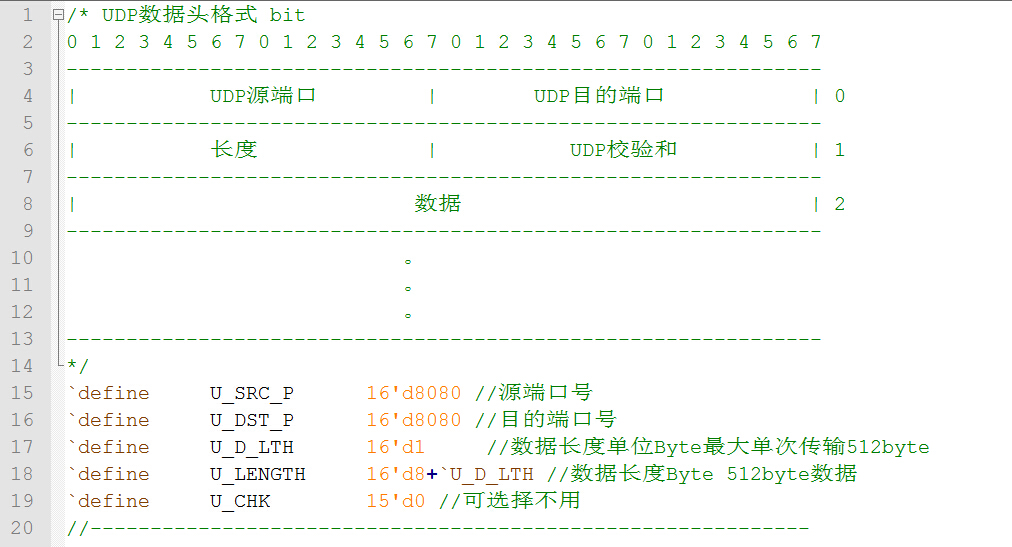 1 /* UDP数据头格式 bit
2 0 1 2 3 4 5 6 7 0 1 2 3 4 5 6 7 0 1 2 3 4 5 6 7 0 1 2 3 4 5 6 7
3 ---------------------------------------------------------------
4 | UDP源端口 | UDP目的端口 | 0
5 ---------------------------------------------------------------
6 | 长度 | UDP校验和 | 1
7 ---------------------------------------------------------------
8 | 数据 | 2
9 ---------------------------------------------------------------
10 。
11 。
12 。
13 ---------------------------------------------------------------
14 */
15 `define U_SRC_P 16'd8080 //源端口号
16 `define U_DST_P 16'd8080 //目的端口号
17 `define U_D_LTH 16'd1 //数据长度单位Byte最大单次传输512byte
18 `define U_LENGTH 16'd8+`U_D_LTH //数据长度Byte 512byte数据
19 `define U_CHK 15'd0 //可选择不用
20 //------------------------------------------------------------